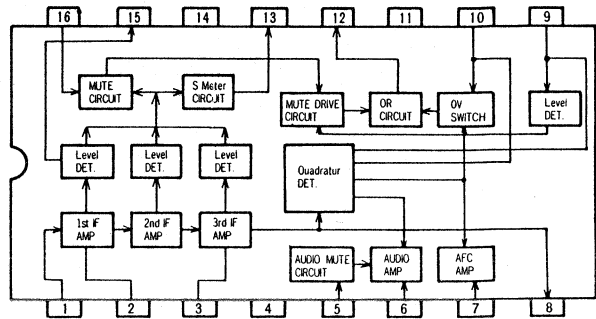 16 15 14 13 12 11 10 9
MUTE
CIRCUIT
S Meter
CIRCUIT
MUTE DRIVE
CIRCUIT
OR
CIRCUIT
OV
SWITCH
Level
DET.
Level
DET.
Level
DET.
Level
DET.
Quadratur
DET.
1st IF
AMP
2nd IF
AMP
3rd IF
AMP
AUDIO MUTE
CIRCUIT
AUDIO
AMP
AFC
AMP
1 2 3 4 5 6 7 8